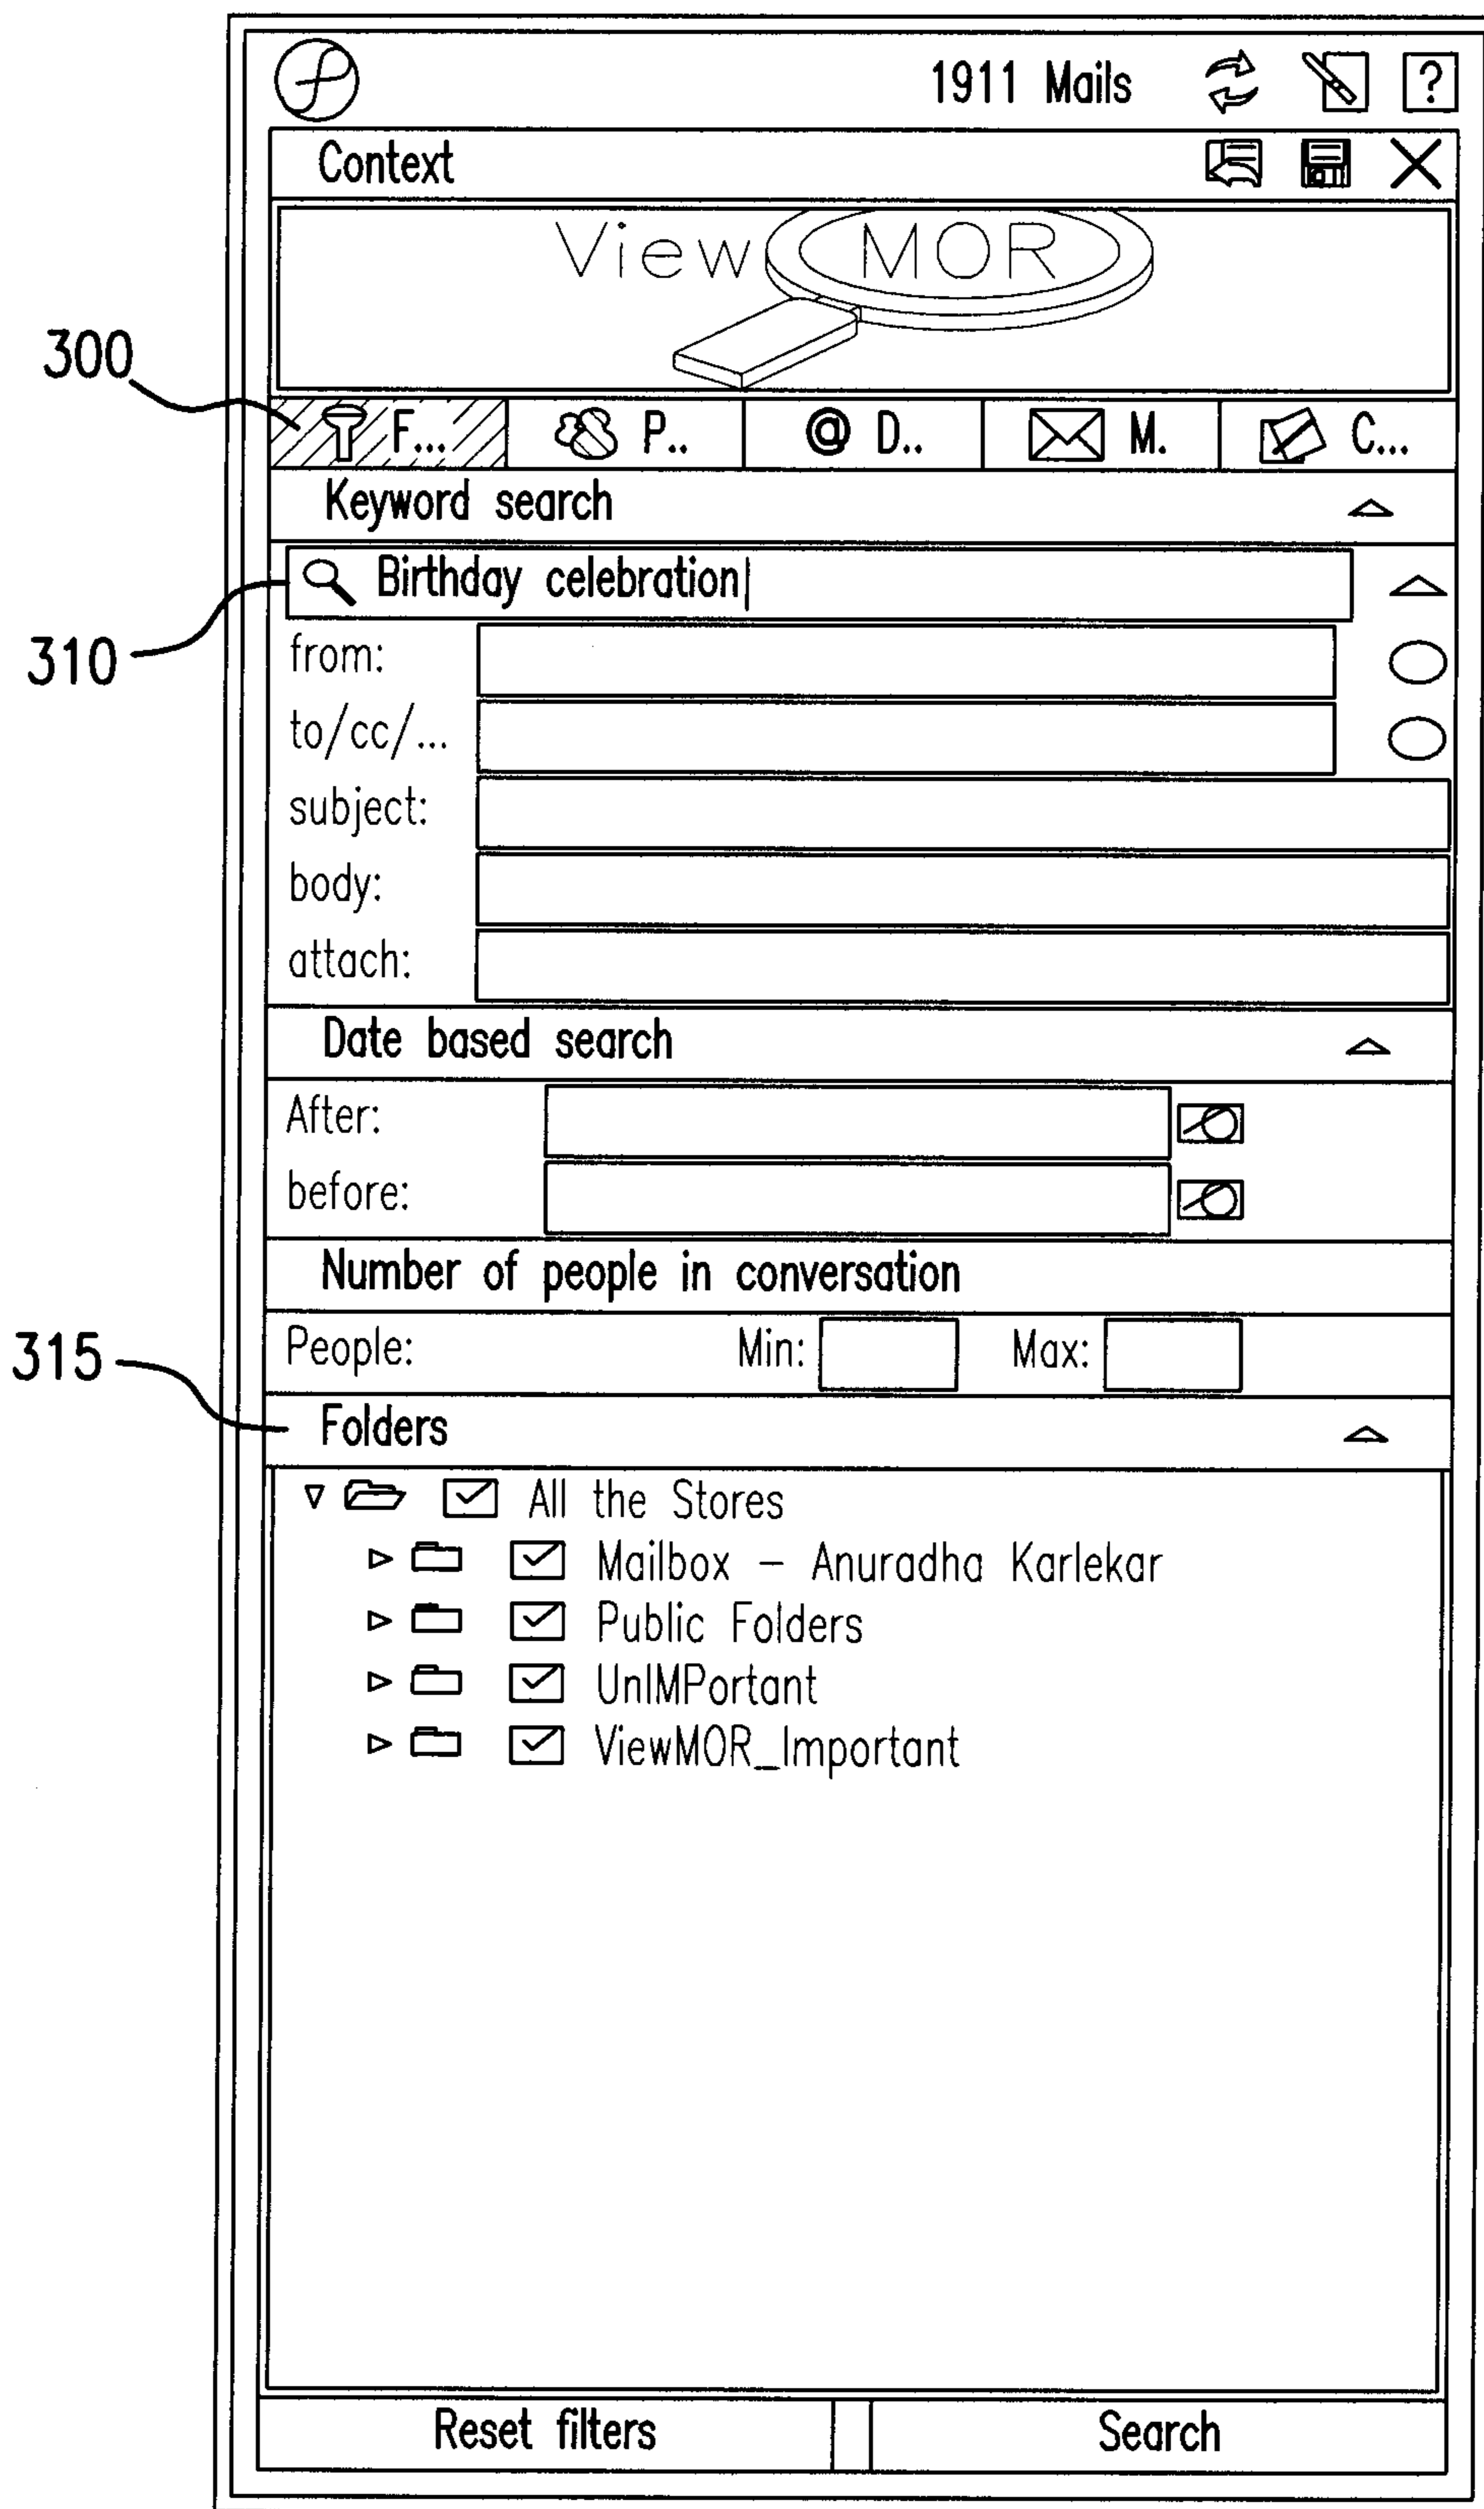 1911 Mails
Context
View MOR
300
F... P.. @ D.. M. C...
Keyword search
Birthday celebration
310
from:
to/cc/...
subject:
body:
attach:
Date based search
After:
before:
Number of people in conversation
315
People: Min: Max:
Folders
All the Stores
Mailbox – Anuradha Karlekar
Public Folders
UnIMPortant
ViewMOR_Important
Reset filters Search